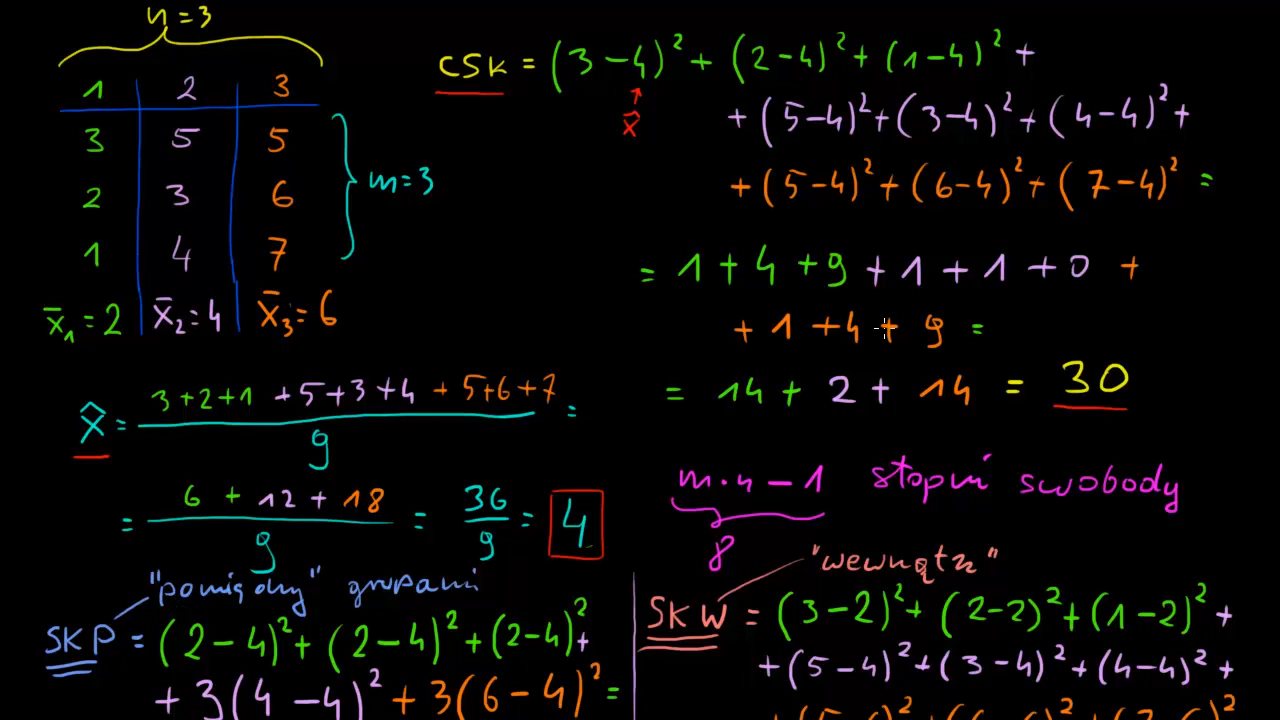 n = 3
1 2 3
3 5 5
2 3 6
1 4 7
m = 3
x̄₁ = 2 x̄₂ = 4 x̄₃ = 6
x̿ = 3+2+1 +5+3+4 + 5+6+7 / 9 =
= 6 + 12 + 18 / 9 = 36 / 9 = 4
CSK = (3 – 4)² + (2 – 4)² + (1 – 4)² +
x̿
+ (5 – 4)² + (3 – 4)² + (4 – 4)² +
+ (5 – 4)² + (6 – 4)² + (7 – 4)² =
= 1 + 4 + 9 + 1 + 1 + 0 +
+ 1 + 4 + 9 =
= 14 + 2 + 14 = 30
m·n – 1 stopni swobody
8
"pomiędzy" grupami
SKP = (2 – 4)² + (2 – 4)² + (2 – 4)² +
+ 3(4 – 4)² + 3(6 – 4)² =
"wewnątrz"
SKW = (3 – 2)² + (2 – 2)² + (1 – 2)² +
+ (5 – 4)² + (3 – 4)² + (4 – 4)² +